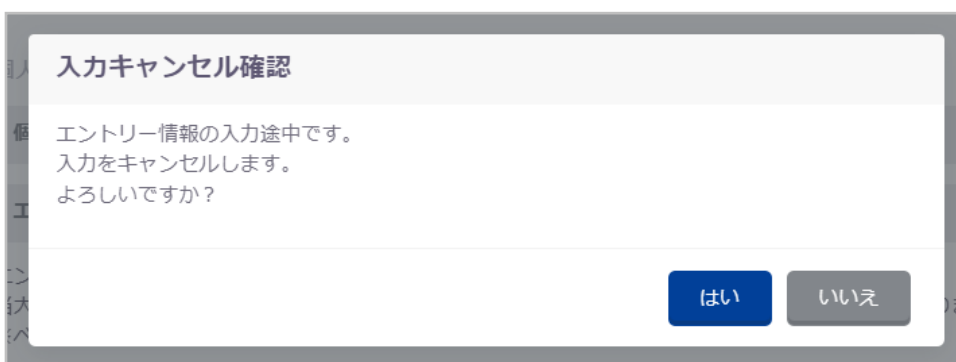 入力キャンセル確認
エントリー情報の入力途中です。
入力をキャンセルします。
よろしいですか？
はい
いいえ